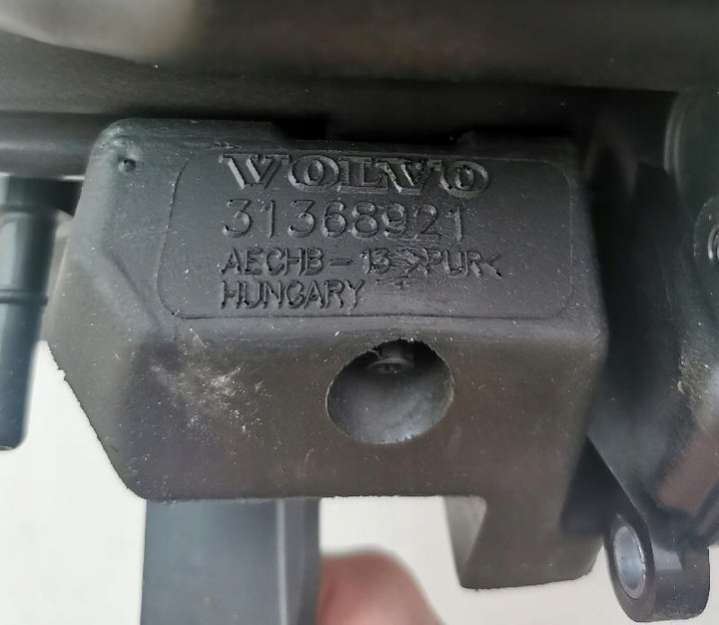 VOLVO
31368921
AECHB - 13 >PUR<
HUNGARY